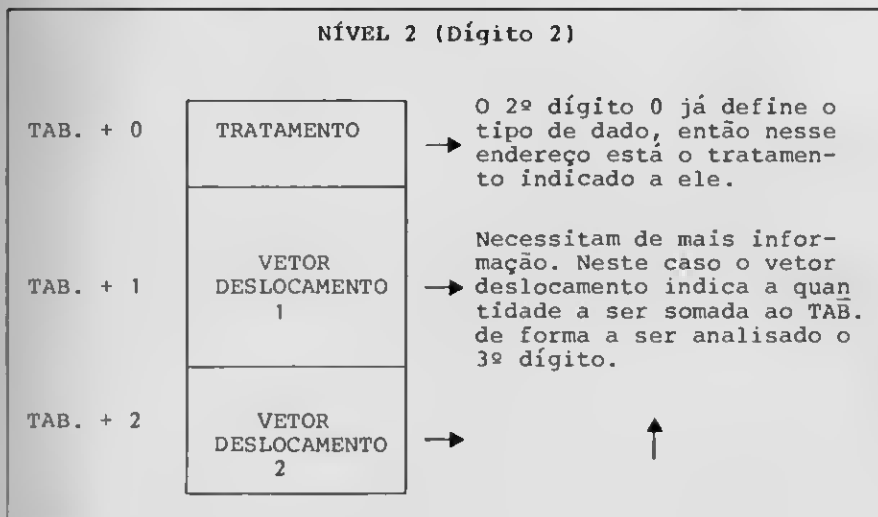 NÍVEL 2 (Dígito 2)
TAB. + 0
TRATAMENTO
O 2º dígito 0 já define o
tipo de dado, então nesse
endereço está o tratamen-
to indicado a ele.
TAB. + 1
VETOR
DESLOCAMENTO
1
Necessitam de mais infor-
mação. Neste caso o vetor
deslocamento indica a quan
tidade a ser somada ao TAB.
de forma a ser analisado o
3º dígito.
TAB. + 2
VETOR
DESLOCAMENTO
2